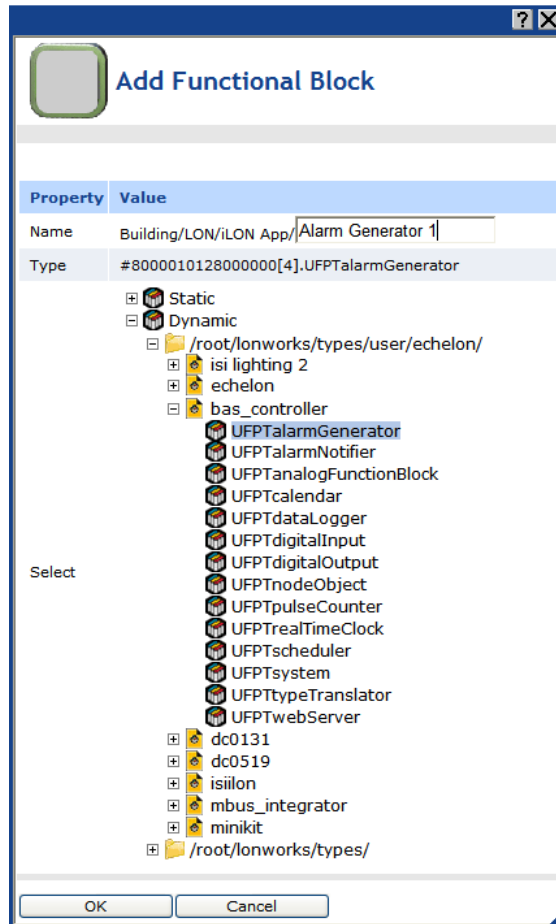 Add Functional Block
Property Value
Name Building/LON/iLON App/ Alarm Generator 1
Type #8000010128000000[4].UFPTalarmGenerator
Static
Dynamic
/root/lonworks/types/user/echelon/
isi lighting 2
echelon
bas_controller
UFPTalarmGenerator
UFPTalarmNotifier
UFPTanalogFunctionBlock
UFPTcalendar
UFPTdataLogger
UFPTdigitalInput
UFPTdigitalOutput
Select
UFPTnodeObject
UFPTpulseCounter
UFPTrealTimeClock
UFPTscheduler
UFPTsystem
UFPTtypeTranslator
UFPTwebServer
dc0131
dc0519
isiilon
mbus_integrator
minikit
/root/lonworks/types/
OK Cancel